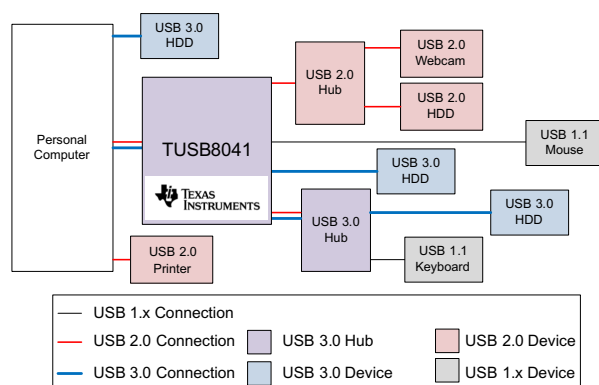 USB 3.0
HDD
USB 2.0
Hub
USB 2.0
Webcam
USB 2.0
HDD
Personal
Computer
TUSB8041
TEXAS
INSTRUMENTS
USB 1.1
Mouse
USB 3.0
HDD
USB 3.0
Hub
USB 3.0
HDD
USB 1.1
Keyboard
USB 2.0
Printer
USB 1.x Connection
USB 2.0 Connection
USB 3.0 Hub
USB 2.0 Device
USB 3.0 Connection
USB 3.0 Device
USB 1.x Device